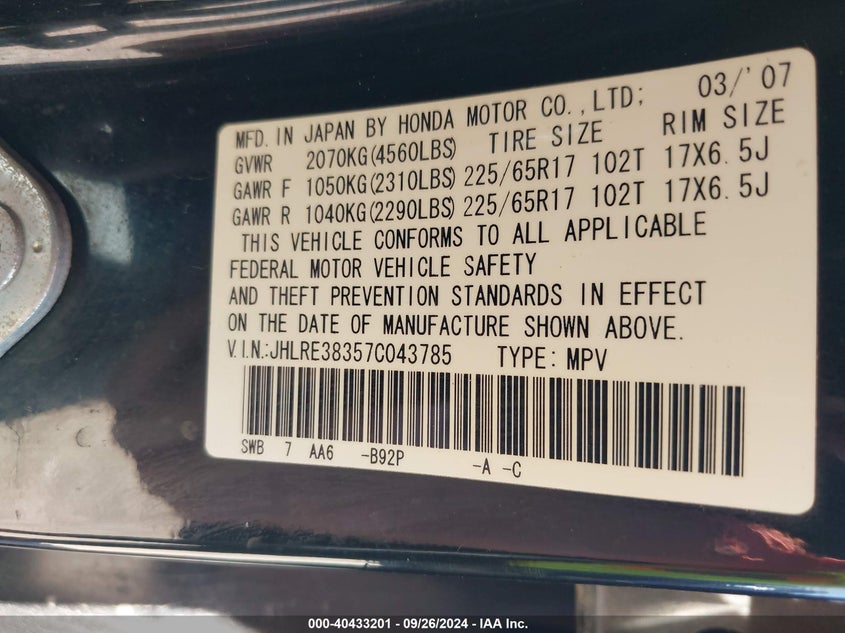 MFD. IN JAPAN BY HONDA MOTOR CO., LTD; 03/'07
GVWR 2070KG(4560LBS) TIRE SIZE RIM SIZE
GAWR F 1050KG(2310LBS) 225/65R17 102T 17X6.5J
GAWR R 1040KG(2290LBS) 225/65R17 102T 17X6.5J
THIS VEHICLE CONFORMS TO ALL APPLICABLE
FEDERAL MOTOR VEHICLE SAFETY
AND THEFT PREVENTION STANDARDS IN EFFECT
ON THE DATE OF MANUFACTURE SHOWN ABOVE.
V.I.N.:JHLRE38357C043785 TYPE: MPV
SWB 7 AA6 -B92P -A -C
000-40433201 - 09/26/2024 - IAA Inc.